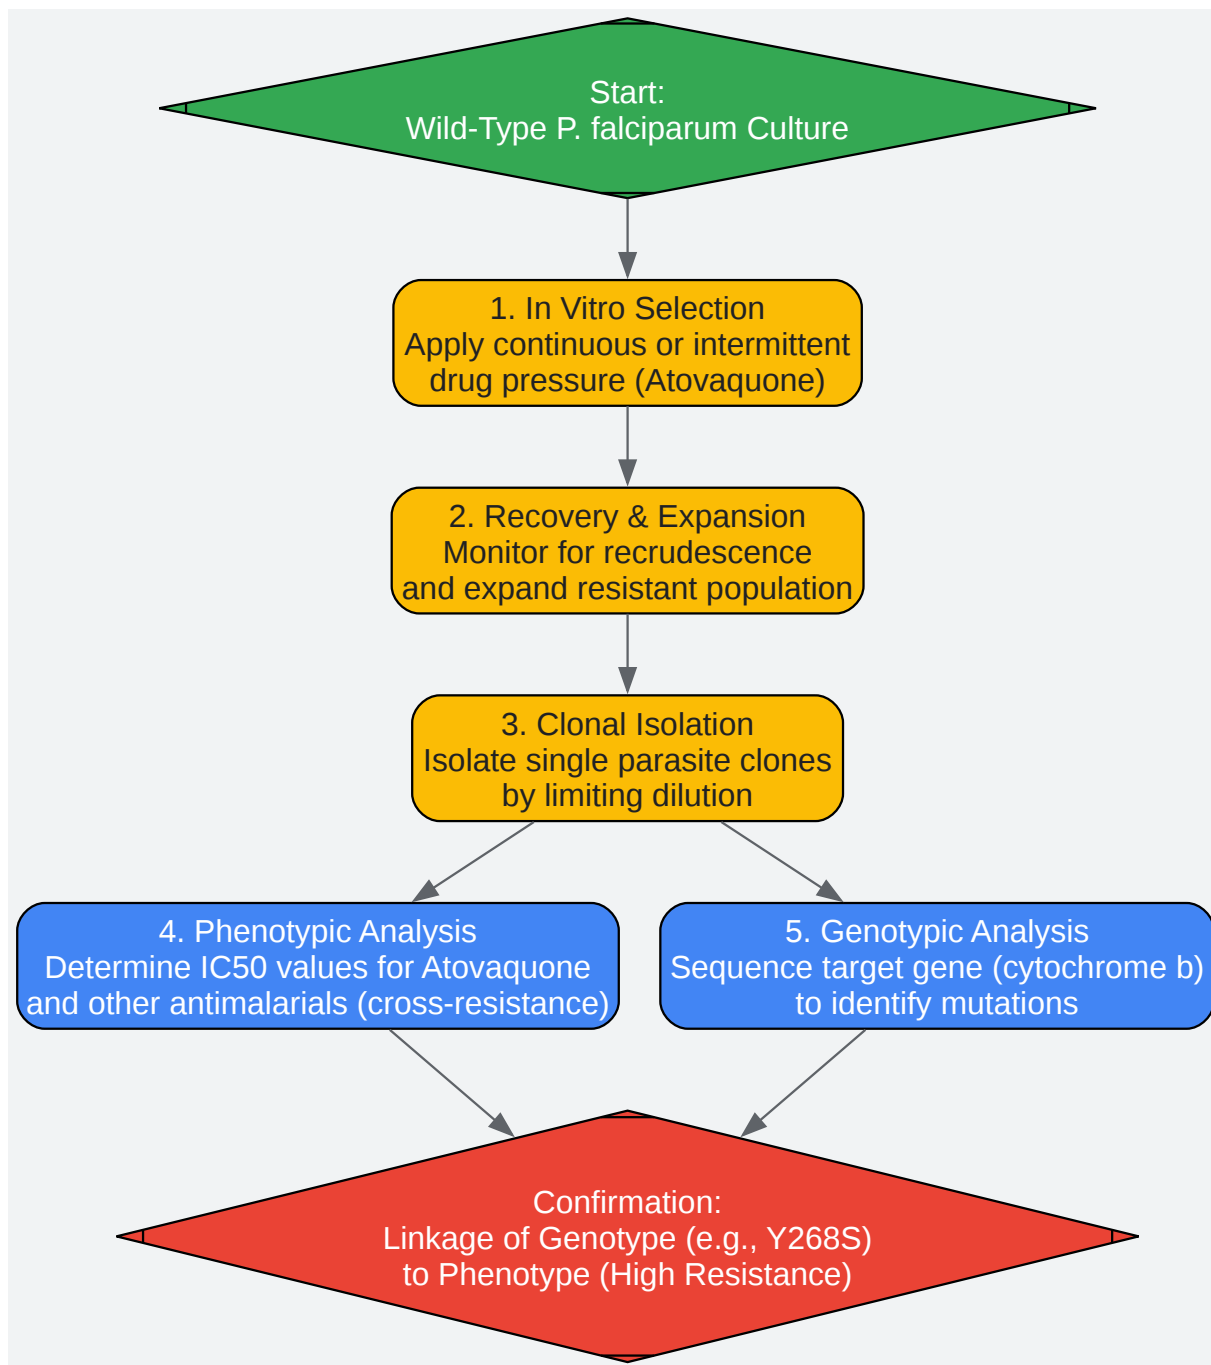 Start:
Wild-Type P. falciparum Culture
1. In Vitro Selection
Apply continuous or intermittent
drug pressure (Atovaquone)
2. Recovery & Expansion
Monitor for recrudescence
and expand resistant population
3. Clonal Isolation
Isolate single parasite clones
by limiting dilution
4. Phenotypic Analysis
Determine IC50 values for Atovaquone
and other antimalarials (cross-resistance)
5. Genotypic Analysis
Sequence target gene (cytochrome b)
to identify mutations
Confirmation:
Linkage of Genotype (e.g., Y268S)
to Phenotype (High Resistance)